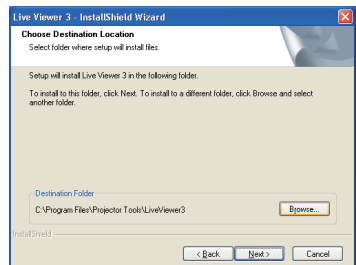 Live Viewer 3 - InstallShield Wizard
Choose Destination Location
Select folder where setup will install files.
Setup will install Live Viewer 3 in the following folder.
To install to this folder, click Next. To install to a different folder, click Browse and select
another folder.
Destination Folder
C:\Program Files\Projector Tools\LiveViewer3
Browse...
InstallShield
< Back
Next >
Cancel